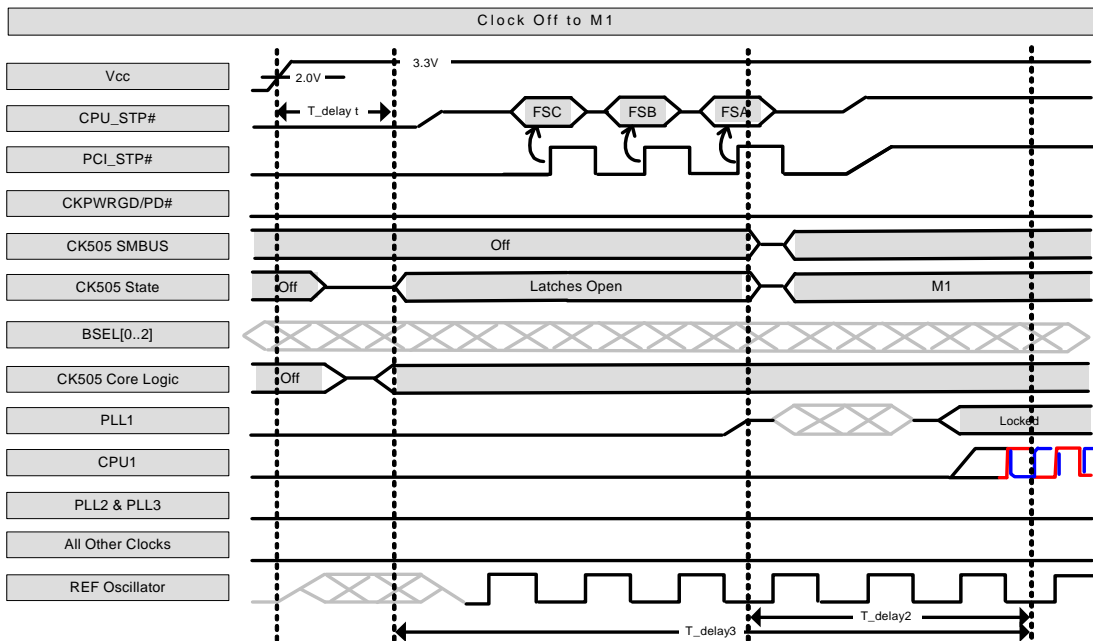 Clock Off to M1
Vcc
2.0V
3.3V
CPU_STP#
T_delay t
FSC
FSB
FSA
PCI_STP#
CKPWRGD/PD#
CK505 SMBUS
Off
CK505 State
Off
Latches Open
M1
BSEL[0..2]
CK505 Core Logic
Off
PLL1
Locked
CPU1
PLL2 & PLL3
All Other Clocks
REF Oscillator
T_delay2
T_delay3